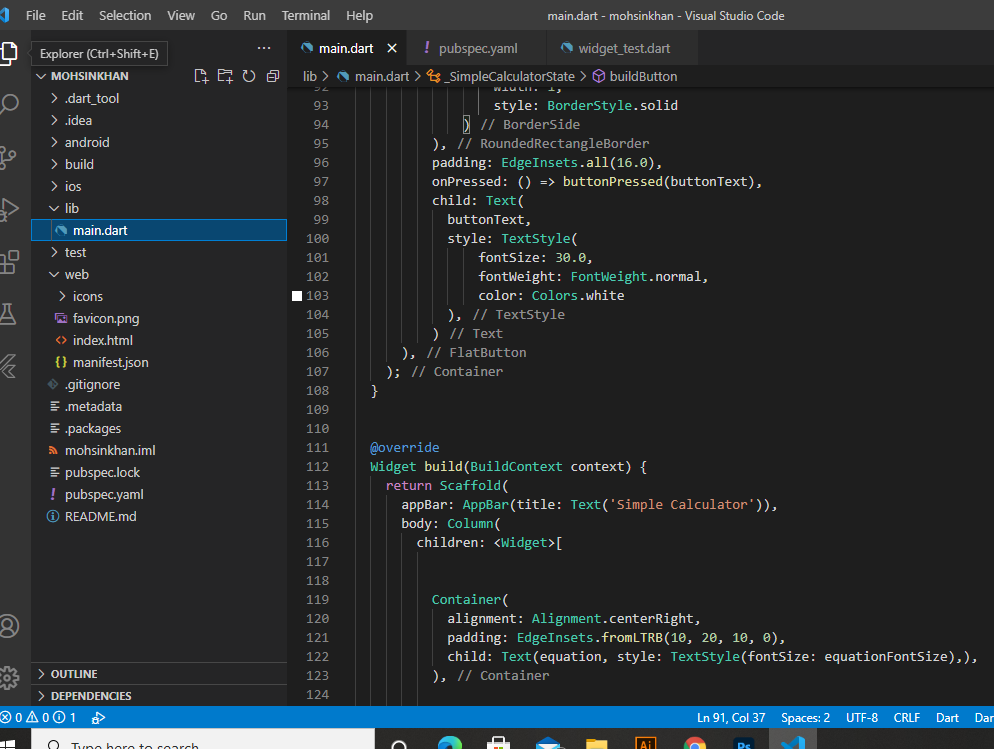 File Edit Selection View Go Run Terminal Help
main.dart - mohsinkhan - Visual Studio Code
Explorer (Ctrl+Shift+E)
main.dart
! pubspec.yaml
widget_test.dart
MOHSINKHAN
.dart_tool
.idea
android
build
ios
lib
main.dart
test
web
icons
favicon.png
<> index.html
{} manifest.json
.gitignore
.metadata
.packages
mohsinkhan.iml
pubspec.lock
! pubspec.yaml
README.md
OUTLINE
DEPENDENCIES
lib > main.dart > _SimpleCalculatorState > buildButton
92 width: 1,
93 style: BorderStyle.solid
94 ) // BorderSide
95 ), // RoundedRectangleBorder
96 padding: EdgeInsets.all(16.0),
97 onPressed: () => buttonPressed(buttonText),
98 child: Text(
99 buttonText,
100 style: TextStyle(
101 fontSize: 30.0,
102 fontWeight: FontWeight.normal,
103 color: Colors.white
104 ), // TextStyle
105 ) // Text
106 ), // FlatButton
107 ); // Container
108 }
109
110
111 @override
112 Widget build(BuildContext context) {
113 return Scaffold(
114 appBar: AppBar(title: Text('Simple Calculator')),
115 body: Column(
116 children: <Widget>[
117
118
119 Container(
120 alignment: Alignment.centerRight,
121 padding: EdgeInsets.fromLTRB(10, 20, 10, 0),
122 child: Text(equation, style: TextStyle(fontSize: equationFontSize),),
123 ), // Container
124
0 0 1
Ln 91, Col 37 Spaces: 2 UTF-8 CRLF Dart Dar
Type here to search
Ai
Ps